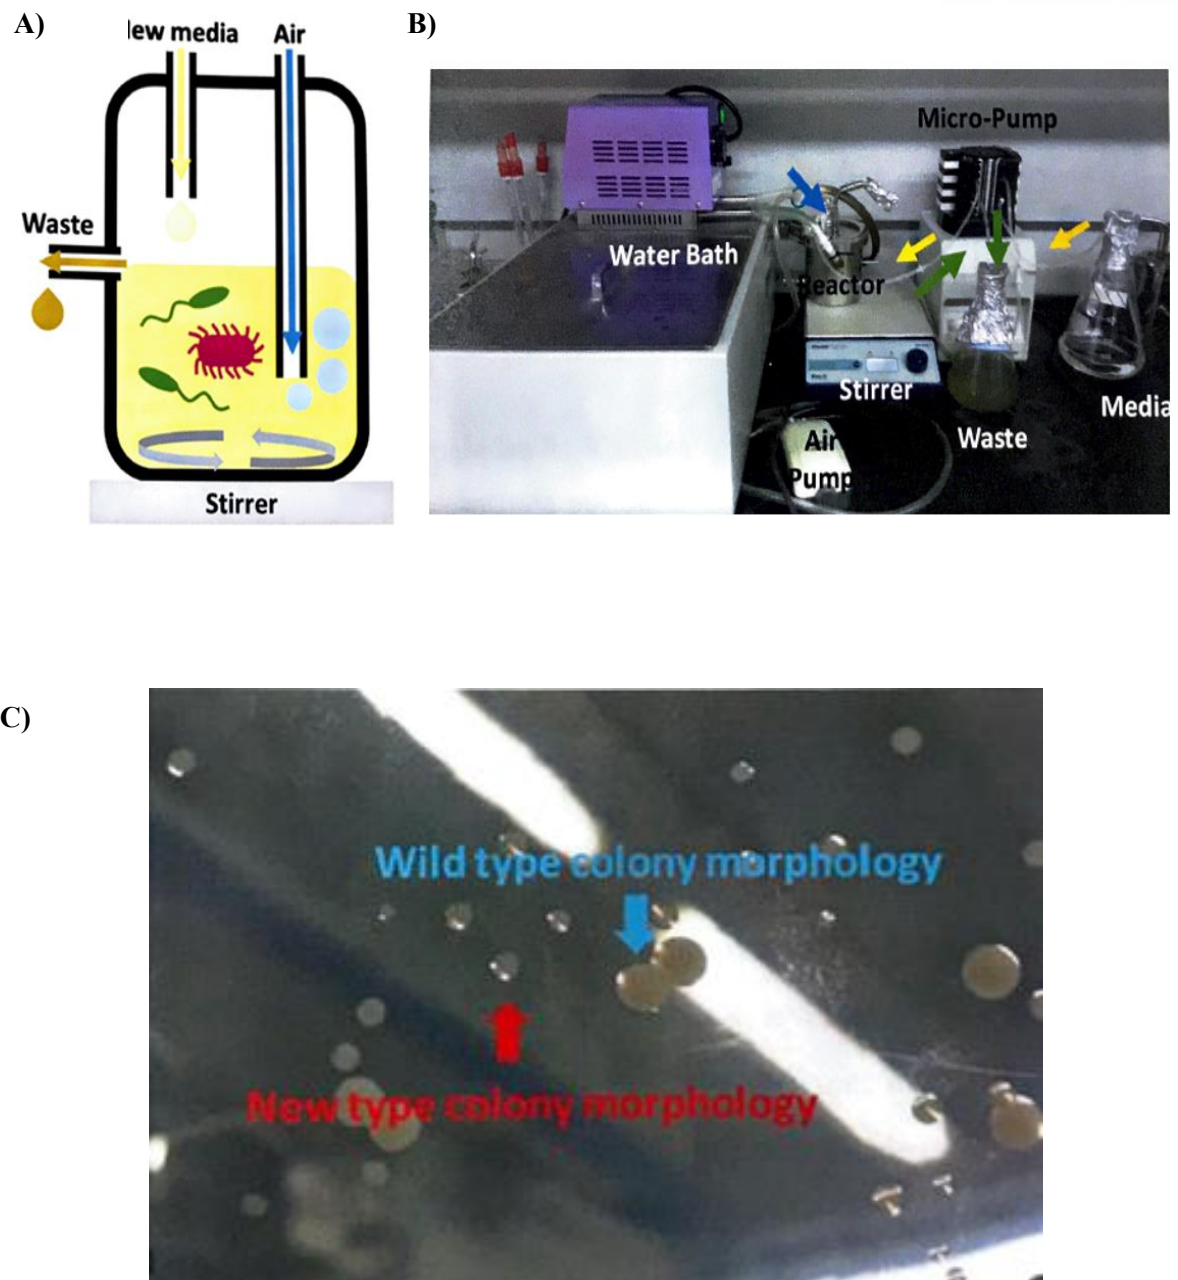 A)
ew media
Air
Waste
Stirrer
B)
Micro-Pump
Water Bath
Reactor
Stirrer
Air
Pump
Waste
Media
C)
Wild type colony morphology
New type colony morphology